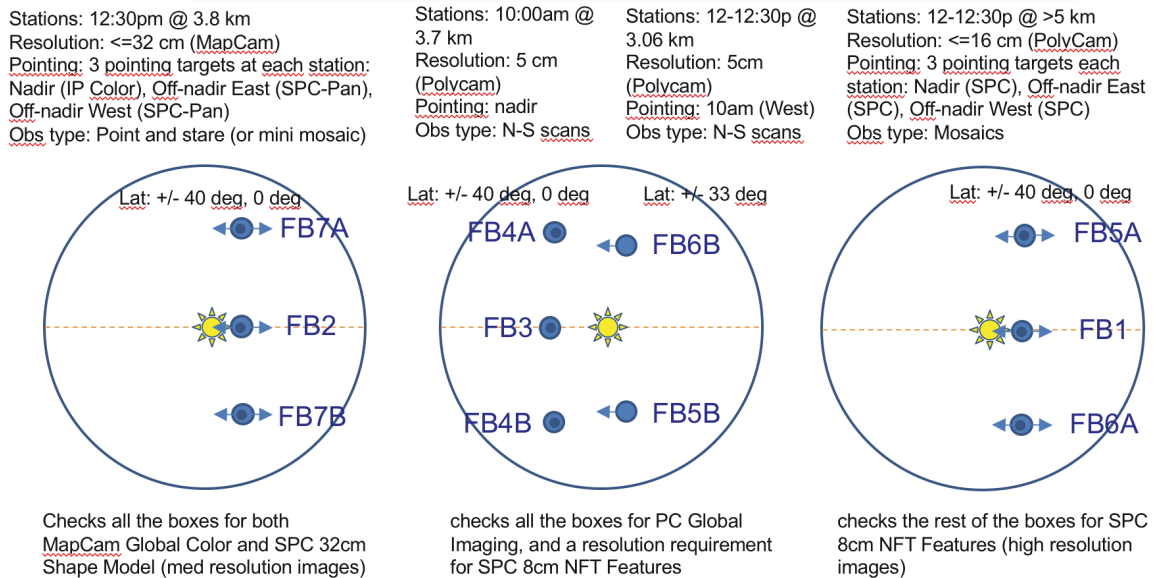 Stations: 12:30pm @ 3.8 km
Resolution: <=32 cm (MapCam)
Pointing: 3 pointing targets at each station:
Nadir (IP Color), Off-nadir East (SPC-Pan),
Off-nadir West (SPC-Pan)
Obs type: Point and stare (or mini mosaic)
Lat: +/- 40 deg, 0 deg
FB7A
FB2
FB7B
Checks all the boxes for both
MapCam Global Color and SPC 32cm
Shape Model (med resolution images)
Stations: 10:00am @
3.7 km
Resolution: 5 cm
(Polycam)
Pointing: nadir
Obs type: N-S scans
Stations: 12-12:30p @
3.06 km
Resolution: 5cm
(Polycam)
Pointing: 10am (West)
Obs type: N-S scans
Lat: +/- 40 deg, 0 deg
Lat: +/- 33 deg
FB4A
FB6B
FB3
FB4B
FB5B
checks all the boxes for PC Global
Imaging, and a resolution requirement
for SPC 8cm NFT Features
Stations: 12-12:30p @ >5 km
Resolution: <=16 cm (PolyCam)
Pointing: 3 pointing targets each
station: Nadir (SPC), Off-nadir East
(SPC), Off-nadir West (SPC)
Obs type: Mosaics
Lat: +/- 40 deg, 0 deg
FB5A
FB1
FB6A
checks the rest of the boxes for SPC
8cm NFT Features (high resolution
images)